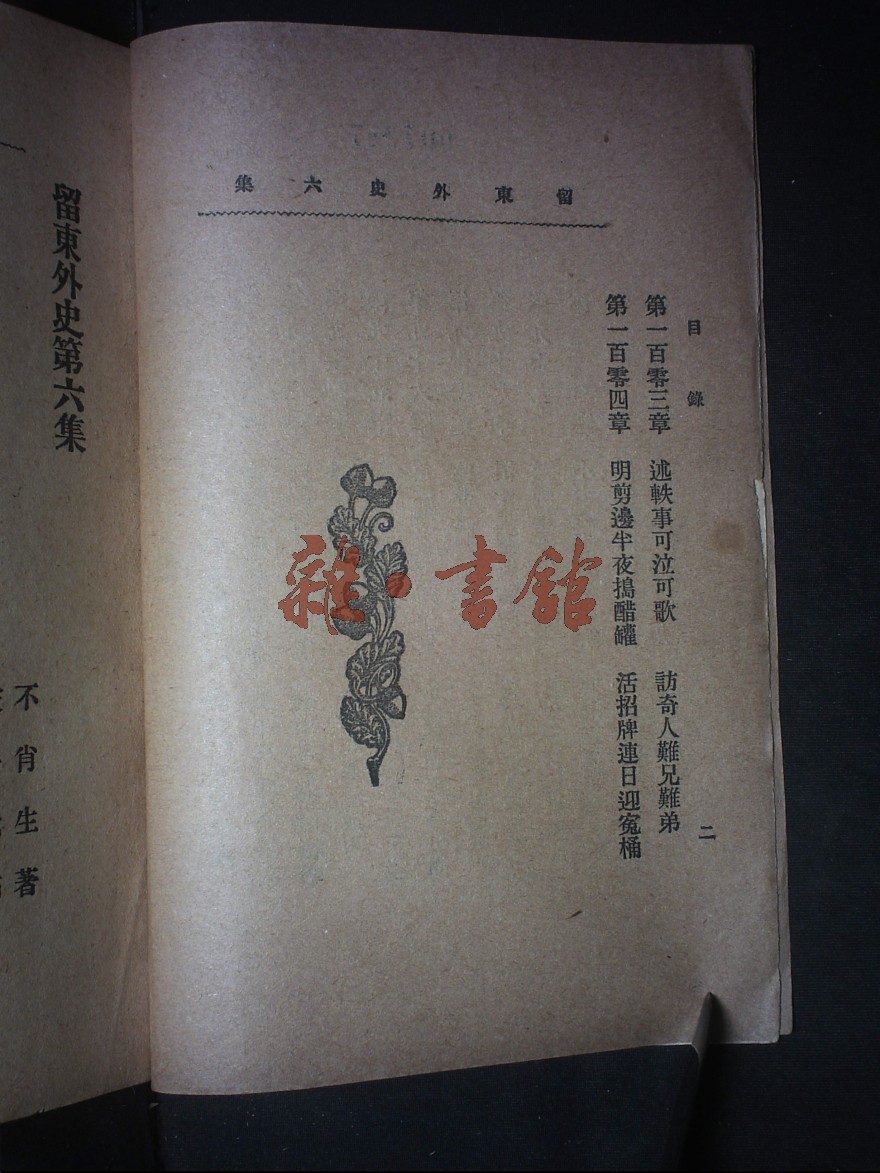 留東外史六集
目錄
第一百零三章 述軼事可泣可歌 訪奇人難兄難弟
第一百零四章 明剪邊半夜搗醋罐 活招牌連日迎寃桶
二
雜·書館
留東外史第六集
不肖生著